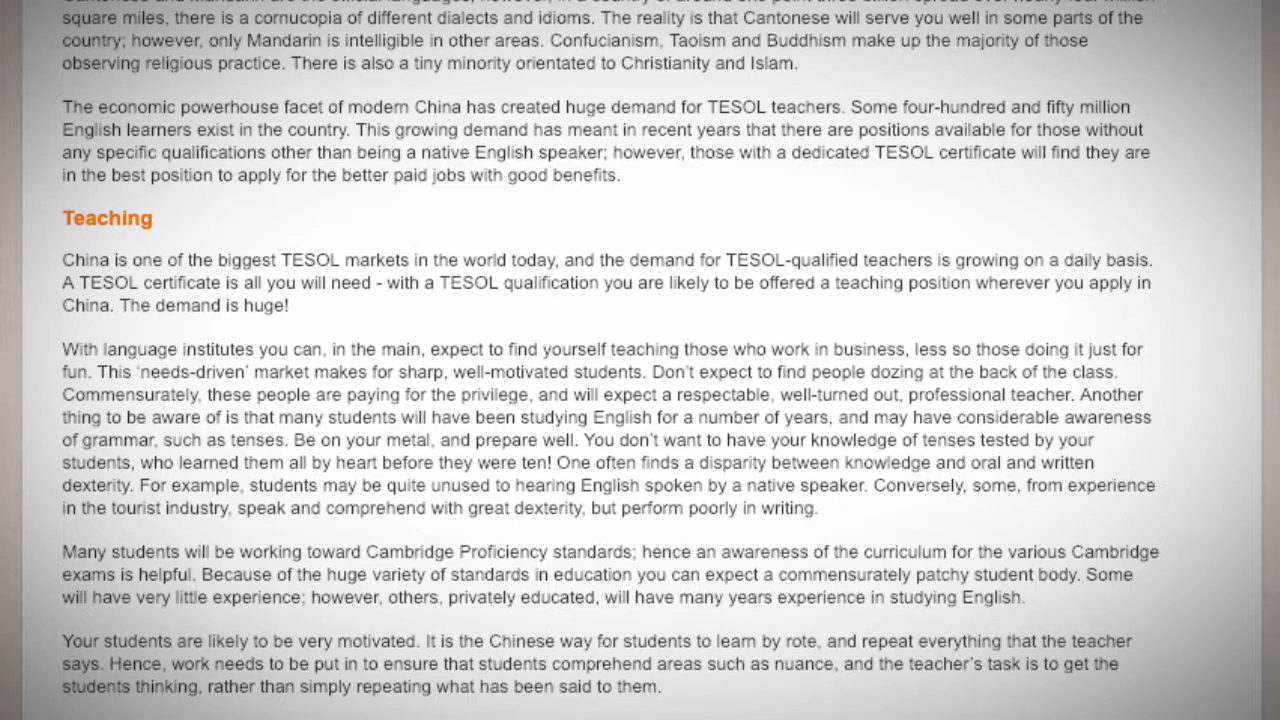 square miles, there is a cornucopia of different dialects and idioms. The reality is that Cantonese will serve you well in some parts of the
country; however, only Mandarin is intelligible in other areas. Confucianism, Taoism and Buddhism make up the majority of those
observing religious practice. There is also a tiny minority orientated to Christianity and Islam.
The economic powerhouse facet of modern China has created huge demand for TESOL teachers. Some four-hundred and fifty million
English learners exist in the country. This growing demand has meant in recent years that there are positions available for those without
any specific qualifications other than being a native English speaker; however, those with a dedicated TESOL certificate will find they are
in the best position to apply for the better paid jobs with good benefits.
Teaching
China is one of the biggest TESOL markets in the world today, and the demand for TESOL-qualified teachers is growing on a daily basis.
A TESOL certificate is all you will need - with a TESOL qualification you are likely to be offered a teaching position wherever you apply in
China. The demand is huge!
With language institutes you can, in the main, expect to find yourself teaching those who work in business, less so those doing it just for
fun. This ‘needs-driven’ market makes for sharp, well-motivated students. Don’t expect to find people dozing at the back of the class.
Commensurately, these people are paying for the privilege, and will expect a respectable, well-turned out, professional teacher. Another
thing to be aware of is that many students will have been studying English for a number of years, and may have considerable awareness
of grammar, such as tenses. Be on your metal, and prepare well. You don’t want to have your knowledge of tenses tested by your
students, who learned them all by heart before they were ten! One often finds a disparity between knowledge and oral and written
dexterity. For example, students may be quite unused to hearing English spoken by a native speaker. Conversely, some, from experience
in the tourist industry, speak and comprehend with great dexterity, but perform poorly in writing.
Many students will be working toward Cambridge Proficiency standards; hence an awareness of the curriculum for the various Cambridge
exams is helpful. Because of the huge variety of standards in education you can expect a commensurately patchy student body. Some
will have very little experience; however, others, privately educated, will have many years experience in studying English.
Your students are likely to be very motivated. It is the Chinese way for students to learn by rote, and repeat everything that the teacher
says. Hence, work needs to be put in to ensure that students comprehend areas such as nuance, and the teacher’s task is to get the
students thinking, rather than simply repeating what has been said to them.